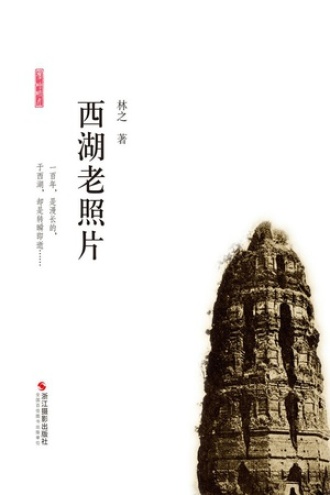 林之 著
西湖老照片
一百年，是漫长的，
于西湖，却是转瞬即逝……
浙江摄影出版社